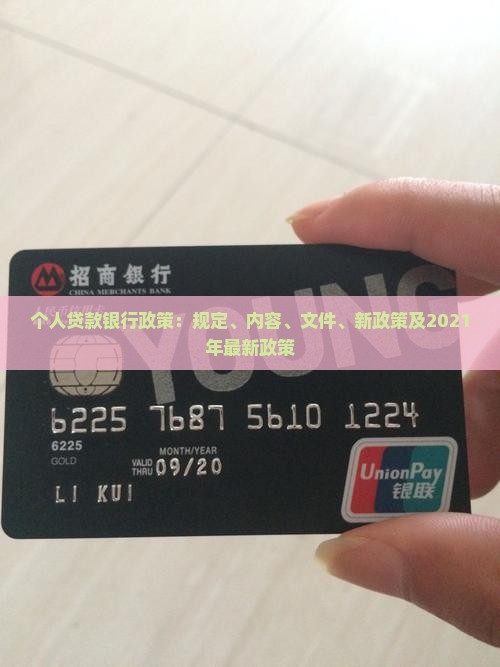 招商银行
CHINA MERCHANTS BANK
YOUNG
个人贷款银行政策：规定、内容、文件、新政策及2021
年最新政策
6225 7687 5610 1224
6225
GOLD
MONTH/YEAR
VALID THRU 09/20
LI KUI
UnionPay
银联